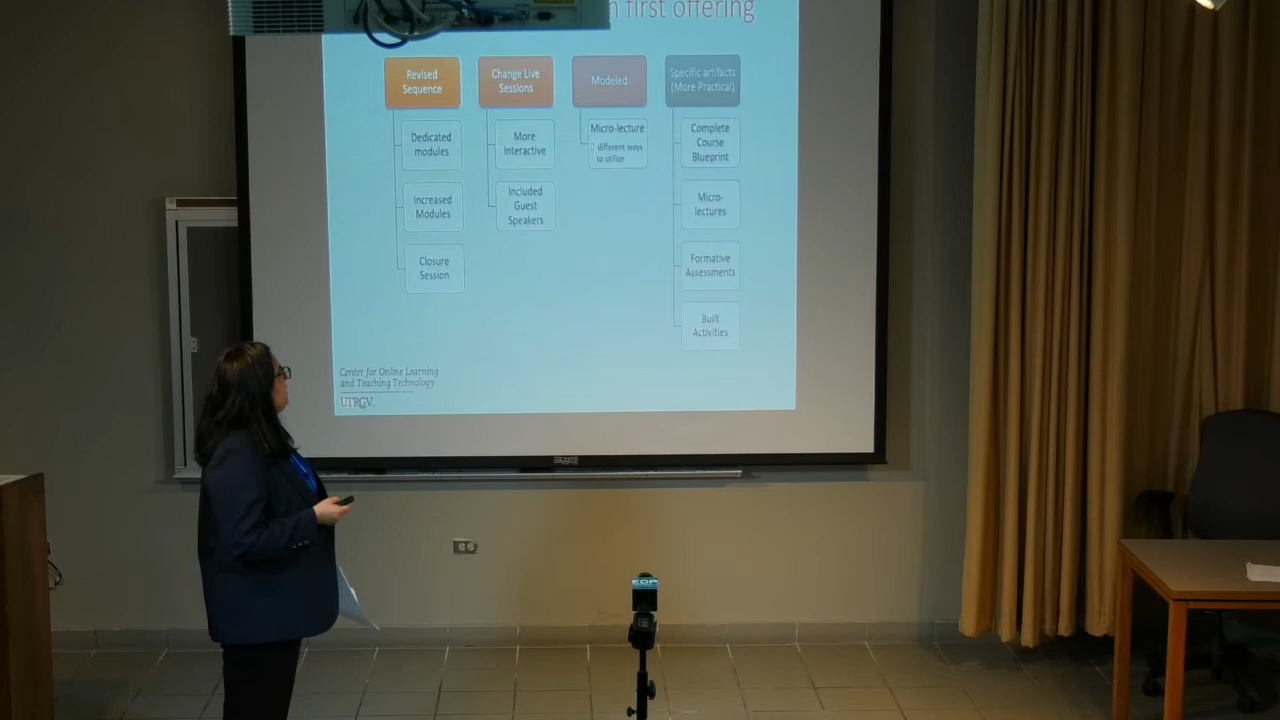 first offering
Revised
Sequence
Dedicated
modules
Increased
Modules
Closure
Session
Change Live
Sessions
More
Interactive
Included
Guest
Speakers
Modeled
Micro-lecture
different ways
to utilize
Specific artifacts
(More Practical)
Complete
Course
Blueprint
Micro-
lectures
Formative
Assessments
Built
Activities
Center for Online Learning
and Teaching Technology
UTRGV.